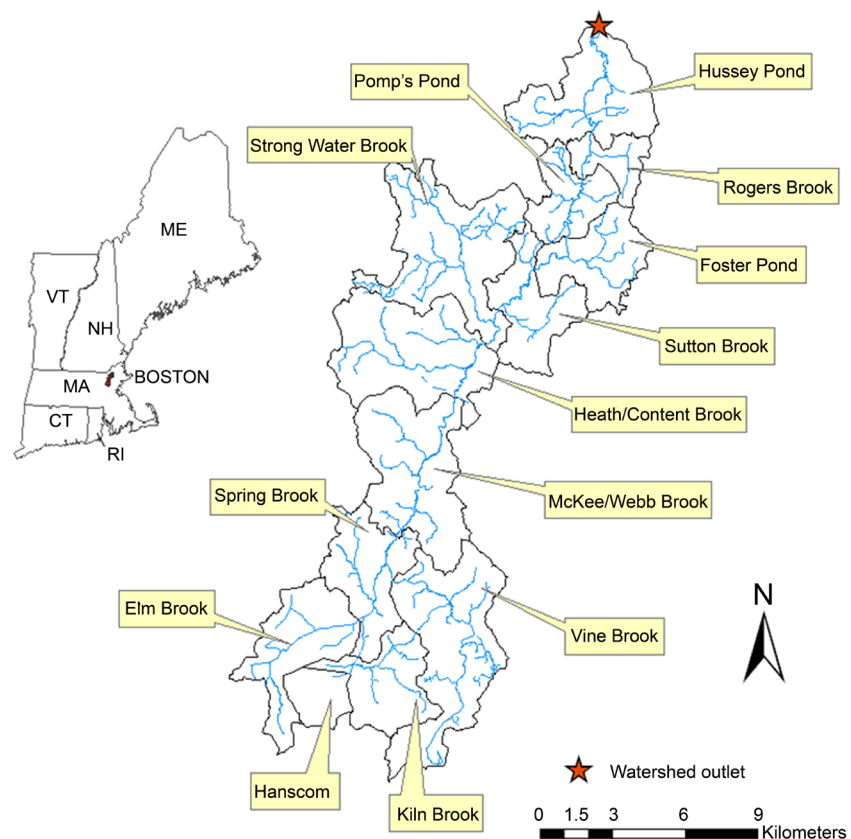 Pomp's Pond
Hussey Pond
Strong Water Brook
Rogers Brook
Foster Pond
Sutton Brook
Heath/Content Brook
McKee/Webb Brook
Spring Brook
Elm Brook
Vine Brook
Hanscom
Kiln Brook
ME
VT
NH
MA
BOSTON
CT
RI
N
Watershed outlet
0 1.5 3 6 9
Kilometers